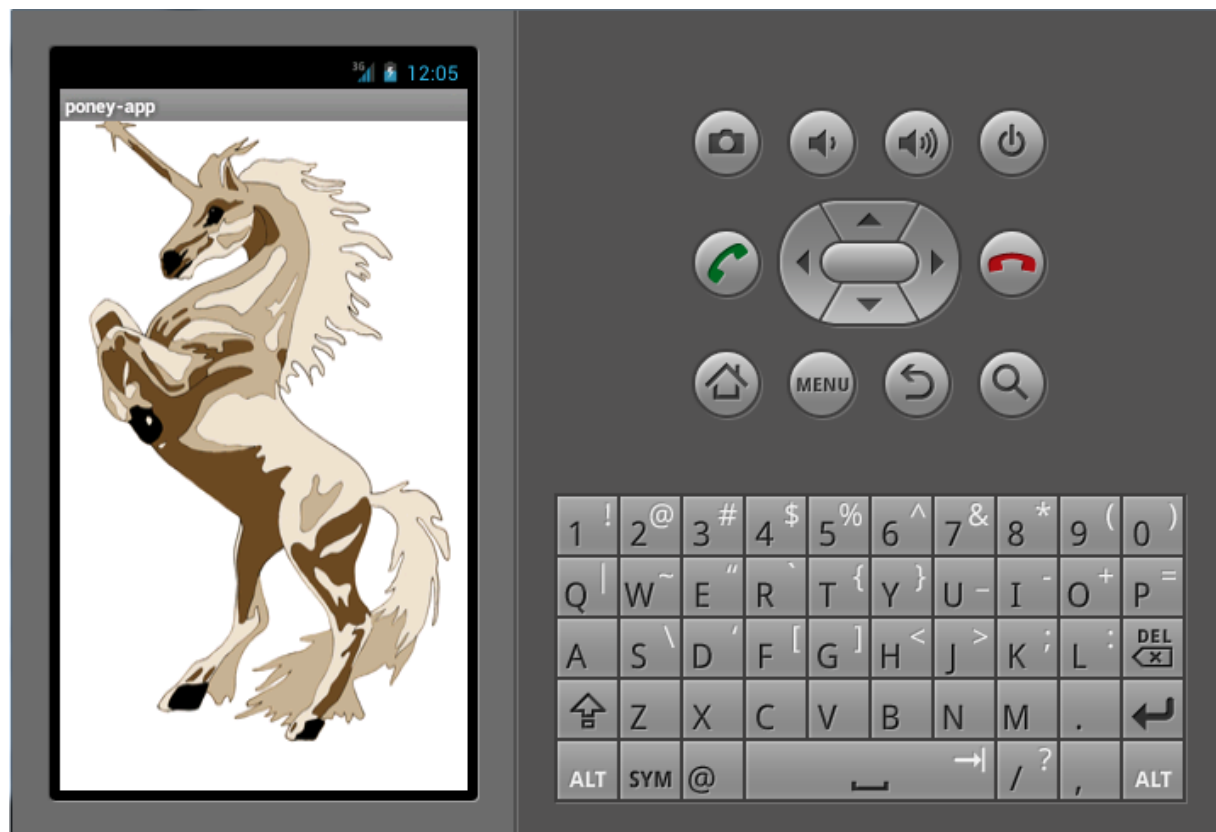 3G 12:05
poney-app
MENU
1 ! 2 @ 3 # 4 $ 5 % 6 ^ 7 & 8 * 9 ( 0 )
Q | W ~ E " R ` T { Y } U _ I - O + P =
A S \ D ' F [ G ] H < J > K ; L : DEL
Z X C V B N M .
ALT SYM @ / ? , ALT